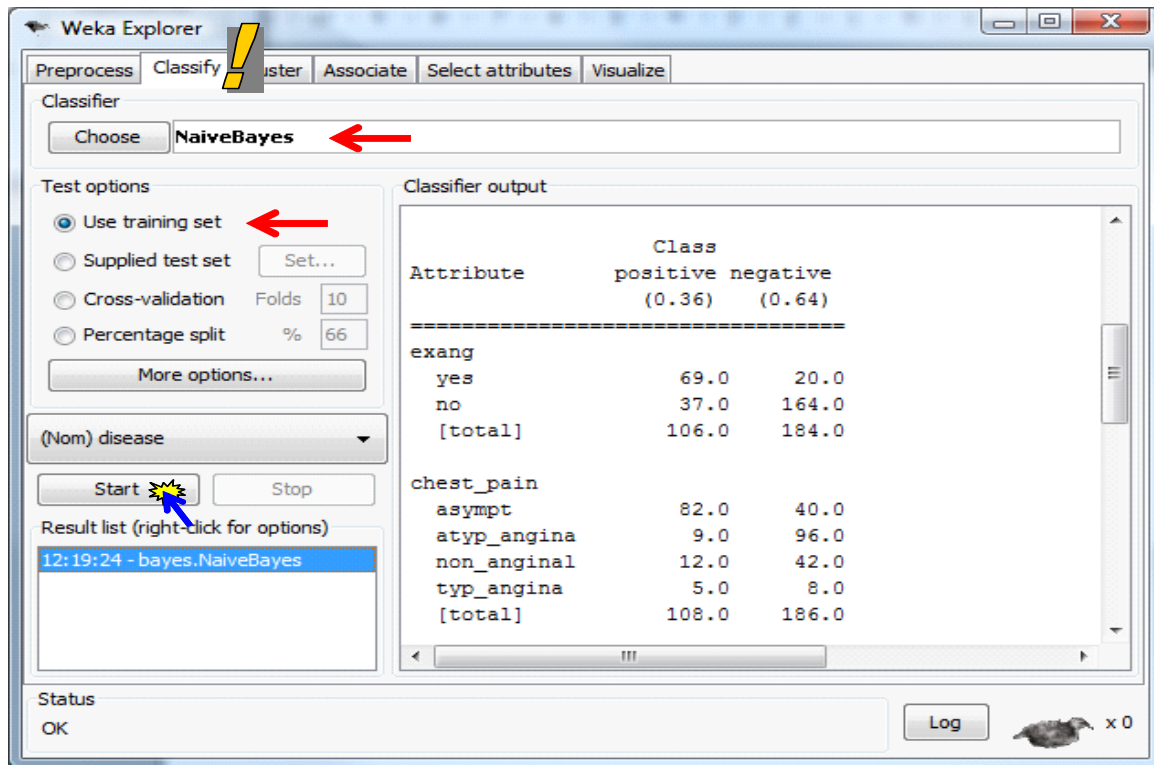 Weka Explorer
Preprocess Classify uster Associate Select attributes Visualize
Classifier
Choose NaiveBayes
Test options
Use training set
Supplied test set Set...
Cross-validation Folds 10
Percentage split % 66
More options...
(Nom) disease
Start Stop
Result list (right-click for options)
12:19:24 - bayes.NaiveBayes
Classifier output
Class
Attribute positive negative
(0.36) (0.64)
===================================
exang
yes 69.0 20.0
no 37.0 164.0
[total] 106.0 184.0
chest_pain
asympt 82.0 40.0
atyp_angina 9.0 96.0
non_anginal 12.0 42.0
typ_angina 5.0 8.0
[total] 108.0 186.0
Status
OK
Log x 0